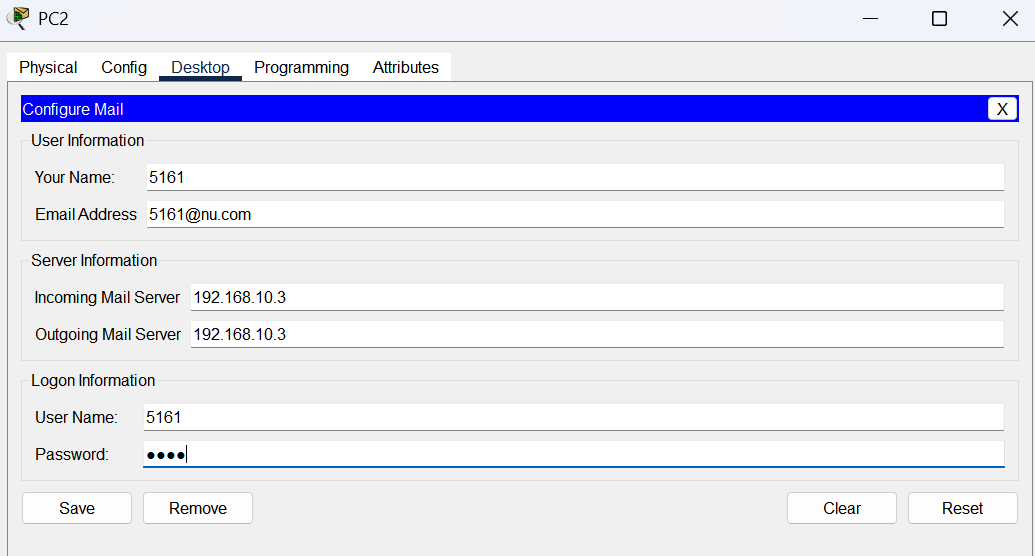 PC2
Physical Config Desktop Programming Attributes
Configure Mail X
User Information
Your Name: 5161
Email Address 5161@nu.com
Server Information
Incoming Mail Server 192.168.10.3
Outgoing Mail Server 192.168.10.3
Logon Information
User Name: 5161
Password: ●●●●
Save Remove Clear Reset